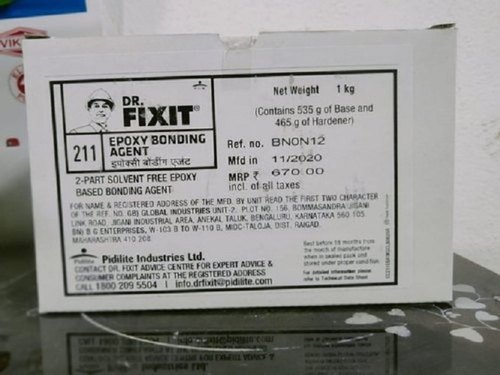 VIK
DR.
FIXIT®
211
EPOXY BONDING
AGENT
इपोक्सी बोंडींग एजंट
2-PART SOLVENT FREE EPOXY
BASED BONDING AGENT
Net Weight 1 kg
(Contains 535 g of Base and
465 g of Hardener)
Ref. no. BN0N12
Mfd in 11/2020
MRP ₹ 670.00
incl. of all taxes
FOR NAME & REGISTERED ADDRESS OF THE MFD. BY UNIT READ THE FIRST TWO CHARACTER
OF THE REF. NO. GB) GLOBAL INDUSTRIES UNIT-2, PLOT NO. 156, BOMMASANDRA JIGANI
LINK ROAD, JIGANI INDUSTRIAL AREA, ANEKAL TALUK, BENGALURU, KARNATAKA 560 105
BN) B G ENTERPRISES, W-103 B TO W-110 B, MIDC-TALOJA, DIST. RAIGAD.
MAHARASHTRA 410 208
Pidilite Pidilite Industries Ltd.
CONTACT DR. FIXIT ADVICE CENTRE FOR EXPERT ADVICE &
CONSUMER COMPLAINTS AT THE REGISTERED ADDRESS
CALL 1800 209 5504 | info.drfixit@pidilite.com
Best before 18 months from
the month of manufacture
when in sealed pack and
stored under proper condition.
For detailed information please
refer to Technical Data Sheet